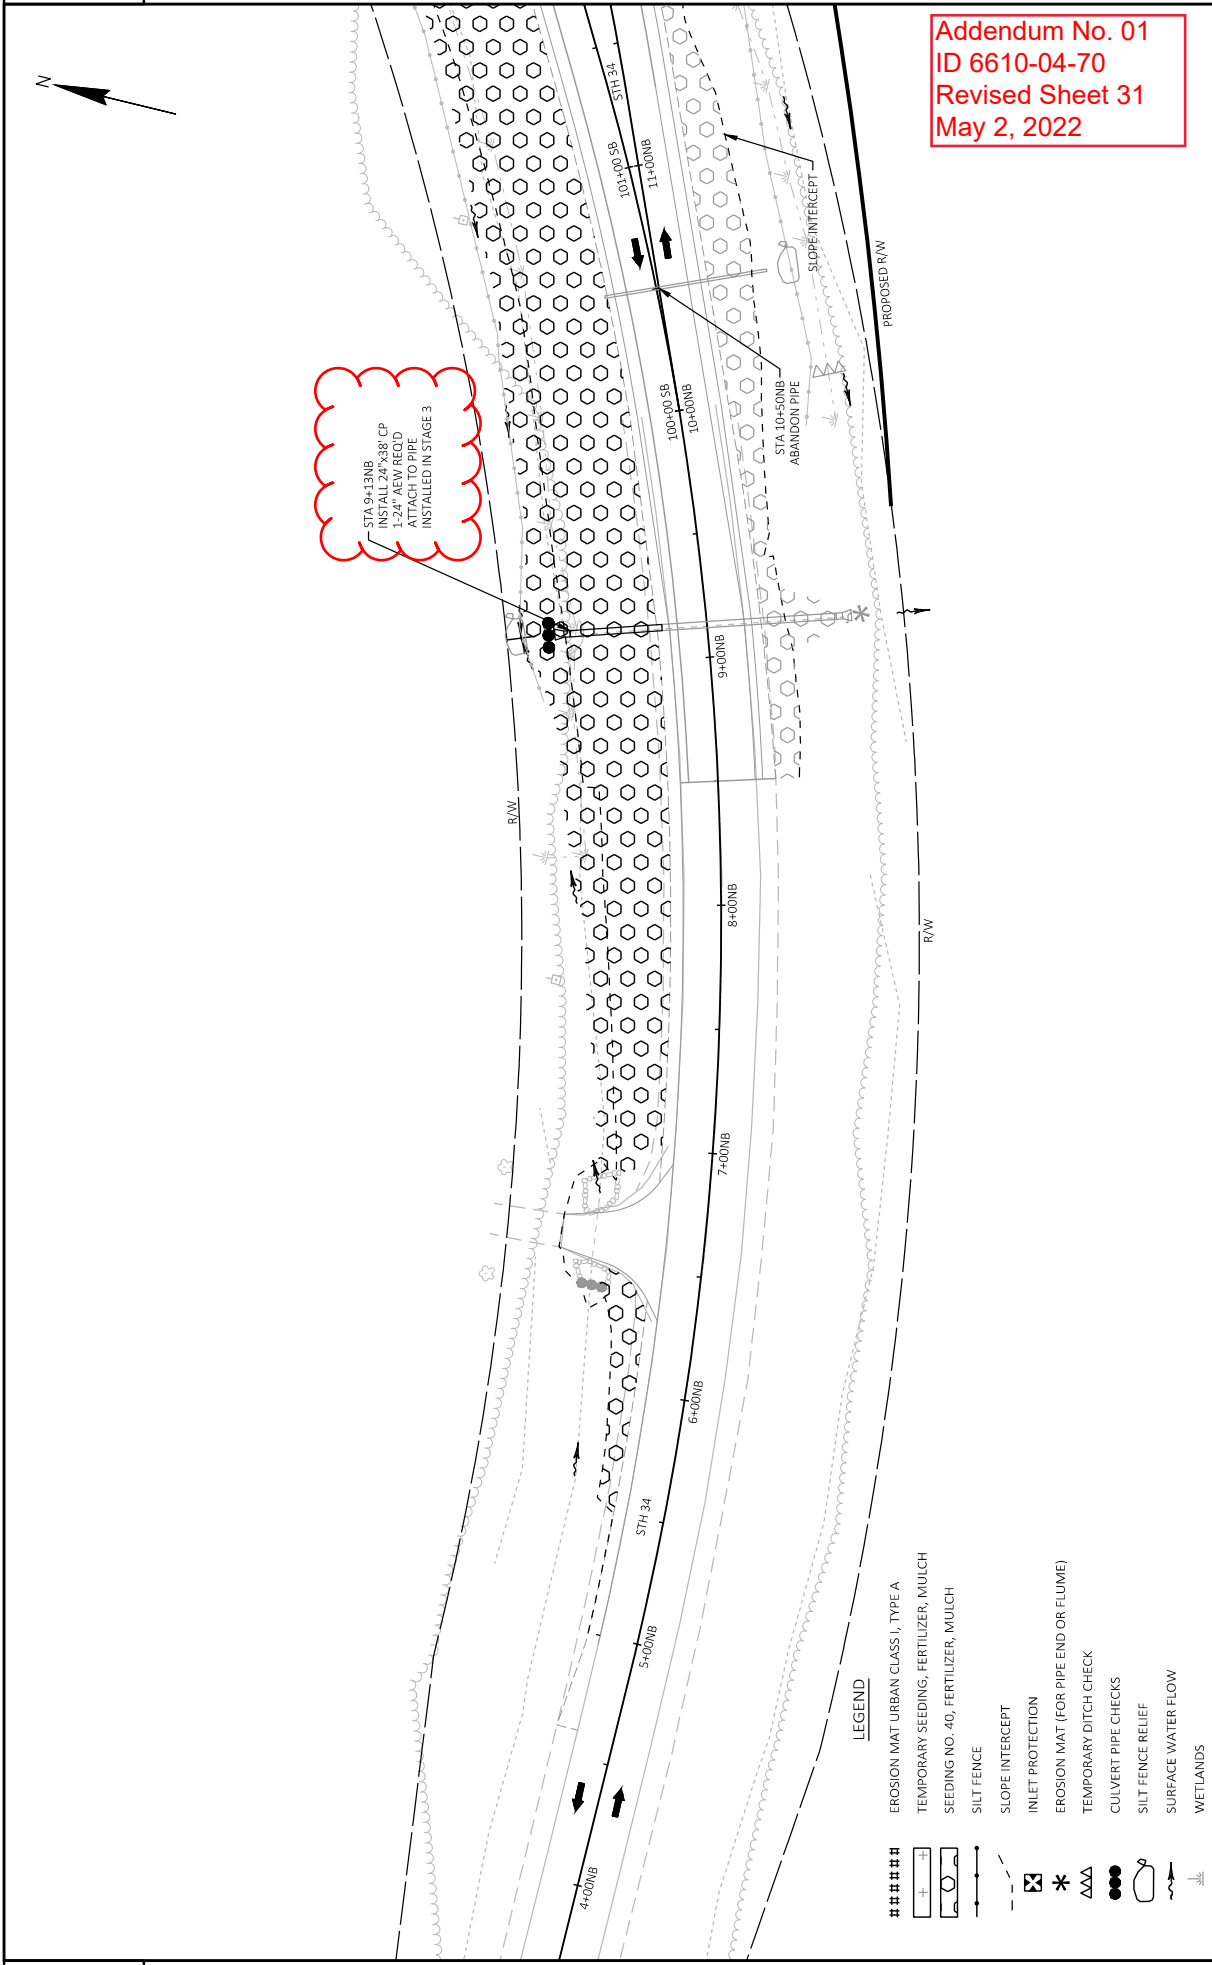 Addendum No. 01
ID 6610-04-70
Revised Sheet 31
May 2, 2022
N
STA 9+13NB
INSTALL 24"x38' CP
1-24" AEW REQ'D
ATTACH TO PIPE
INSTALLED IN STAGE 3
STH 34
101+00 SB
11+00NB
SLOPE INTERCEPT
PROPOSED R/W
100+00 SB
10+00NB
STA 10+50NB
ABANDON PIPE
9+00NB
R/W
8+00NB
R/W
7+00NB
6+00NB
STH 34
5+00NB
4+00NB
LEGEND
EROSION MAT URBAN CLASS I, TYPE A
TEMPORARY SEEDING, FERTILIZER, MULCH
SEEDING NO. 40, FERTILIZER, MULCH
SILT FENCE
SLOPE INTERCEPT
INLET PROTECTION
EROSION MAT (FOR PIPE END OR FLUME)
TEMPORARY DITCH CHECK
CULVERT PIPE CHECKS
SILT FENCE RELIEF
SURFACE WATER FLOW
WETLANDS